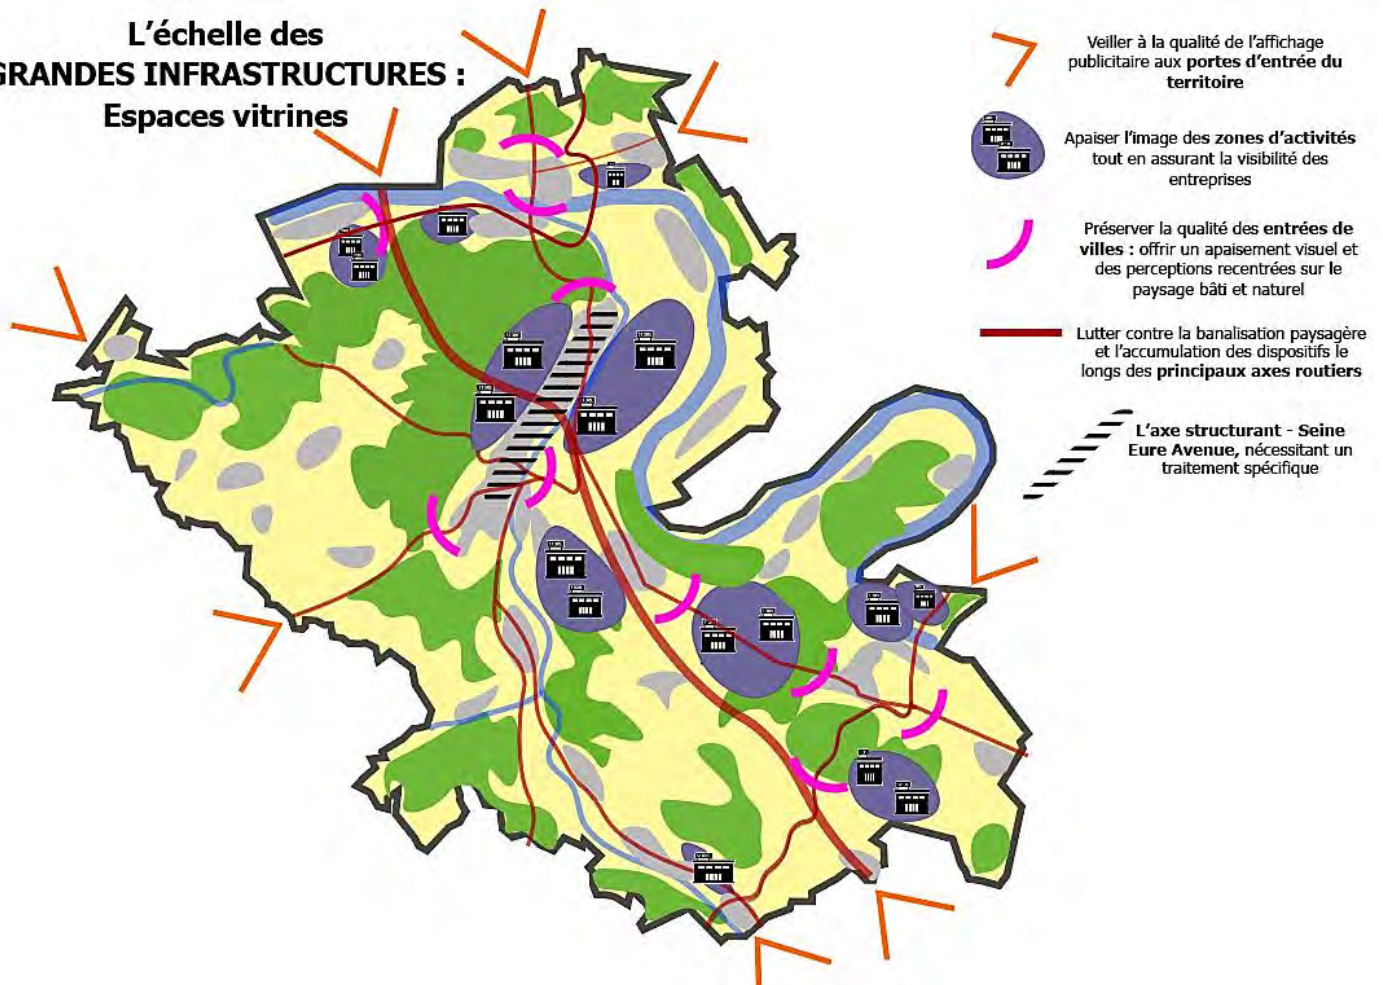 L'échelle des
GRANDES INFRASTRUCTURES :
Espaces vitrines
Veiller à la qualité de l'affichage
publicitaire aux portes d'entrée du
territoire
Apaiser l'image des zones d'activités
tout en assurant la visibilité des
entreprises
Préserver la qualité des entrées de
villes : offrir un apaisement visuel et
des perceptions recentrées sur le
paysage bâti et naturel
Lutter contre la banalisation paysagère
et l'accumulation des dispositifs le
longs des principaux axes routiers
L'axe structurant - Seine
Eure Avenue, nécessitant un
traitement spécifique